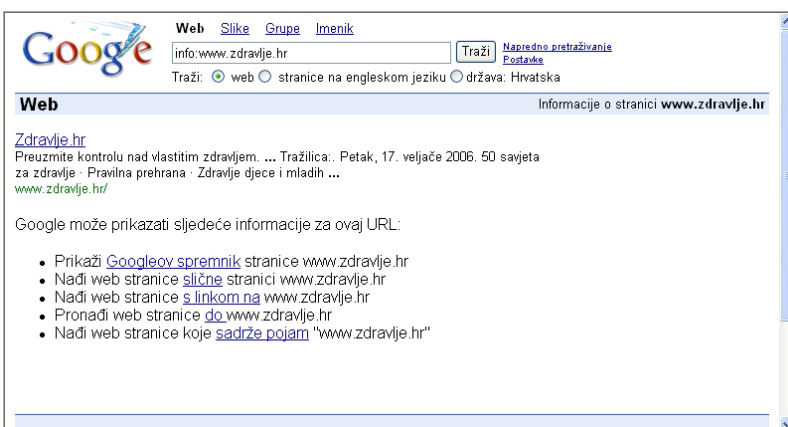 Google
Web Slike Grupe Imenik
info:www.zdravlje.hr Traži Napredno pretraživanje
Postavke
Traži: web stranice na engleskom jeziku država: Hrvatska
Web Informacije o stranici www.zdravlje.hr
Zdravlje.hr
Preuzmite kontrolu nad vlastitim zdravljem. ... Tražilica:. Petak, 17. veljače 2006. 50 savjeta
za zdravlje · Pravilna prehrana · Zdravlje djece i mladih ...
www.zdravlje.hr/
Google može prikazati sljedeće informacije za ovaj URL:
• Prikaži Googleov spremnik stranice www.zdravlje.hr
• Nađi web stranice slične stranici www.zdravlje.hr
• Nađi web stranice s linkom na www.zdravlje.hr
• Pronađi web stranice do www.zdravlje.hr
• Nađi web stranice koje sadrže pojam "www.zdravlje.hr"